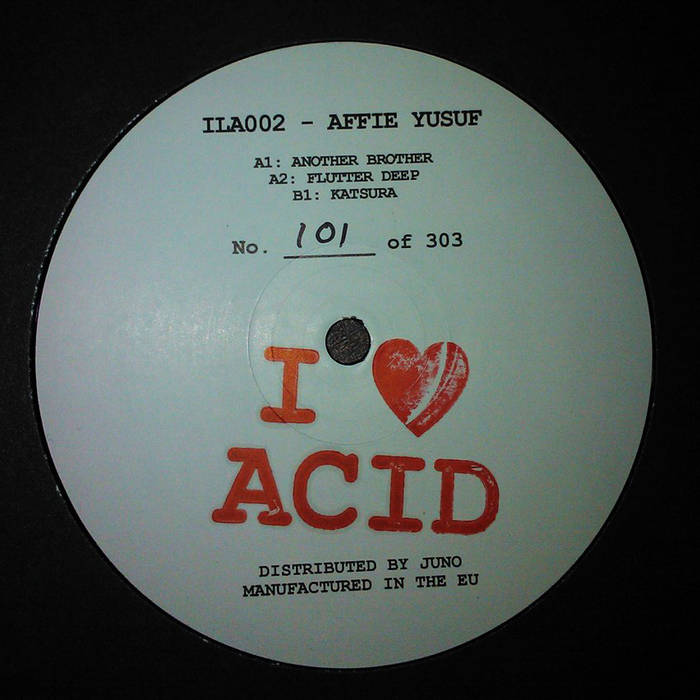 ILA002 - AFFIE YUSUF
A1: ANOTHER BROTHER
A2: FLUTTER DEEP
B1: KATSURA
No. 101 of 303
I ♥
ACID
DISTRIBUTED BY JUNO
MANUFACTURED IN THE EU